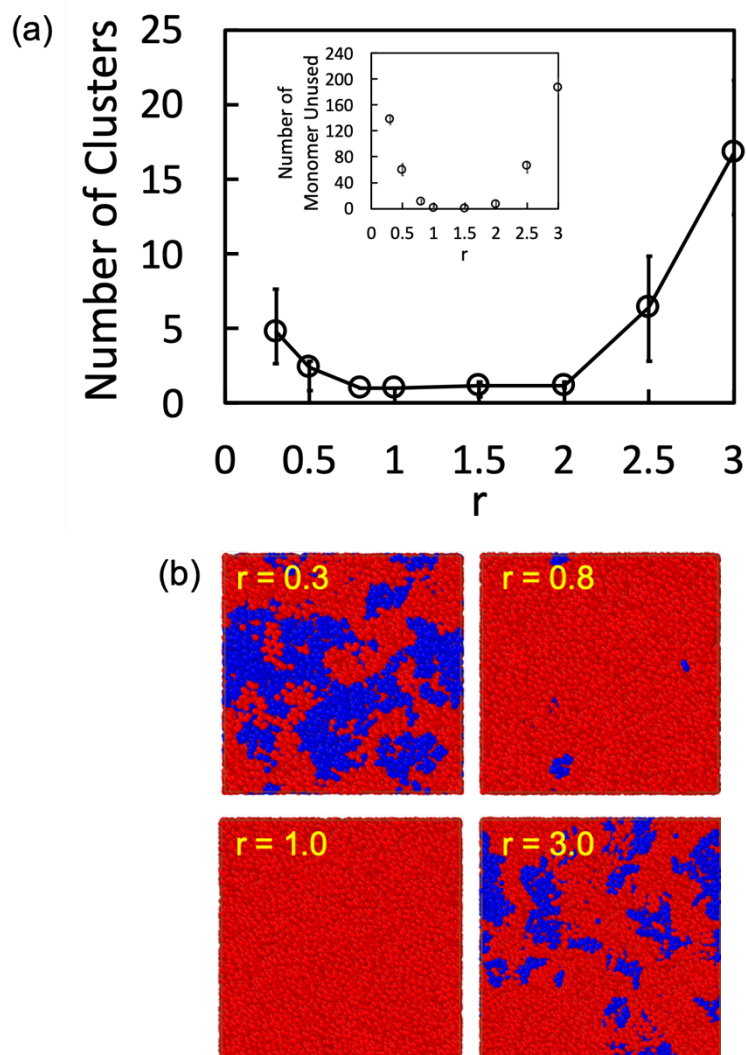 (a)
25
20
15
10
5
0
Number of Clusters
0 0.5 1 1.5 2 2.5 3
r
240
200
160
120
80
40
0
Number of
Monomer Unused
0 0.5 1 1.5 2 2.5 3
r
(b)
r = 0.3
r = 0.8
r = 1.0
r = 3.0